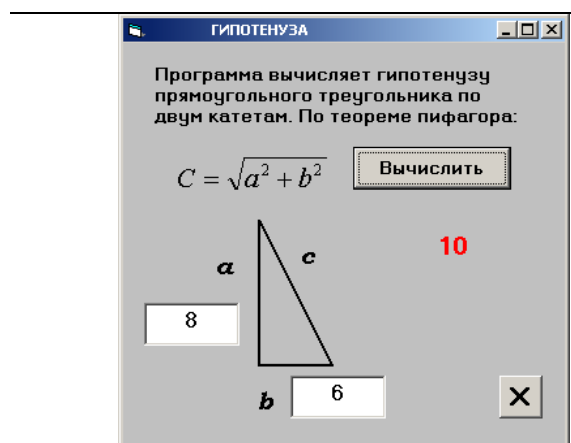 ГИПОТЕНУЗА
Программа вычисляет гипотенузу
прямоугольного треугольника по
двум катетам. По теореме пифагора:
C = √a² + b²
Вычислить
10
a
c
8
b
6